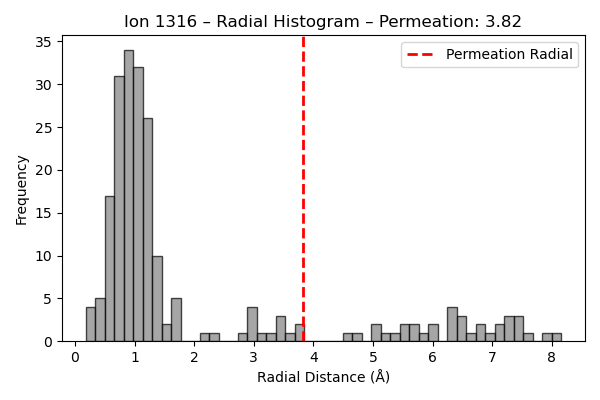 Ion 1316 – Radial Histogram – Permeation: 3.82
Permeation Radial
Frequency
35
30
25
20
15
10
5
0
0 1 2 3 4 5 6 7 8
Radial Distance (Å)